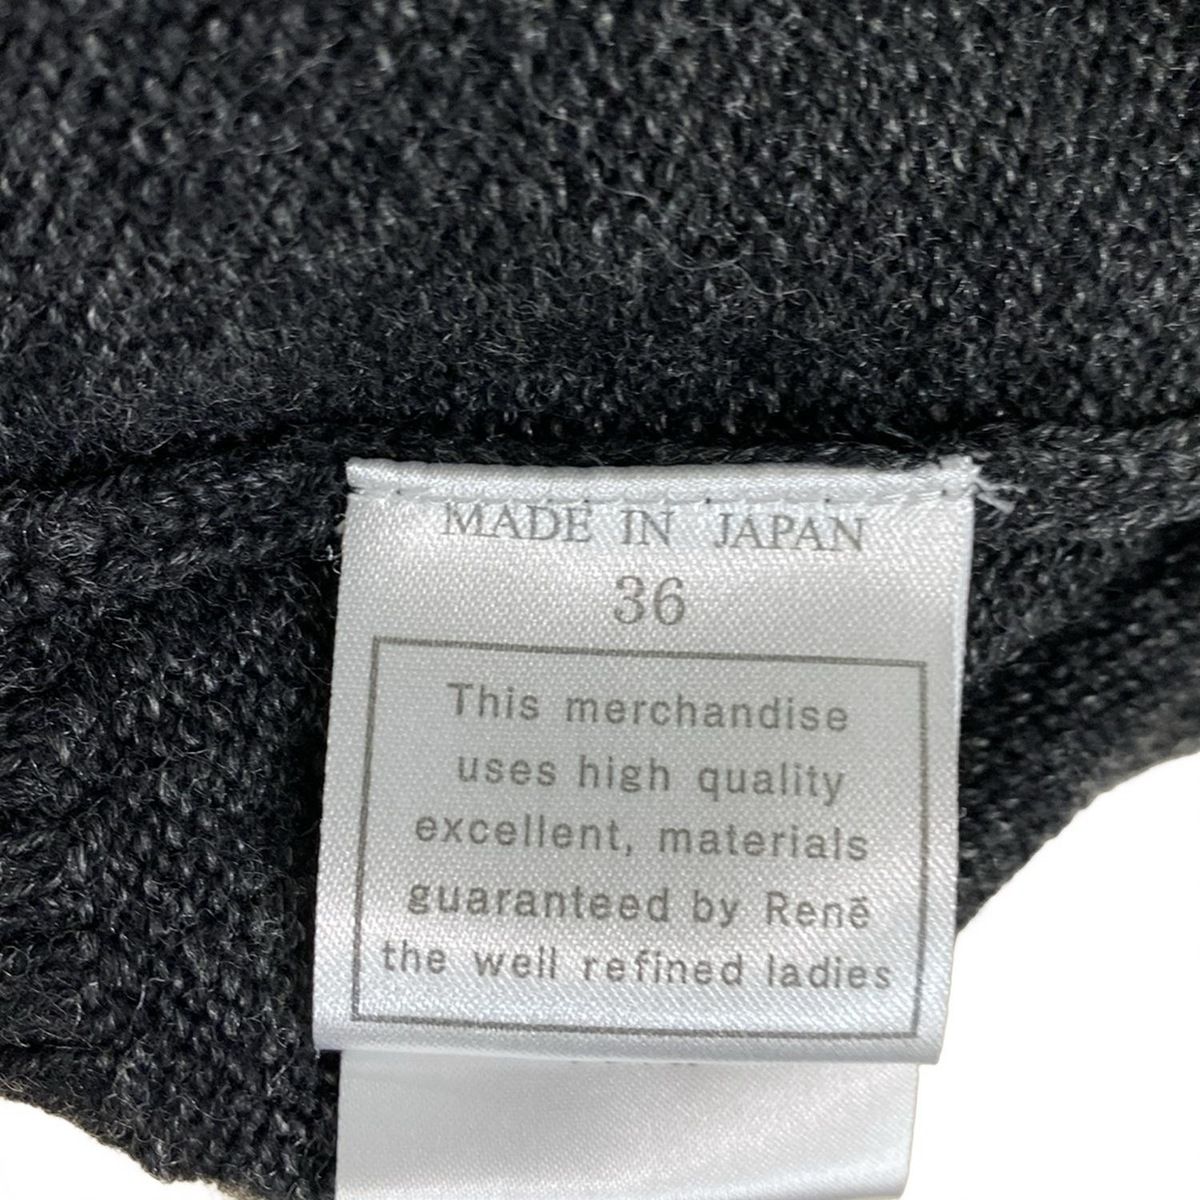 MADE IN JAPAN
36
This merchandise
uses high quality
excellent, materials
guaranteed by Renē
the well refined ladies